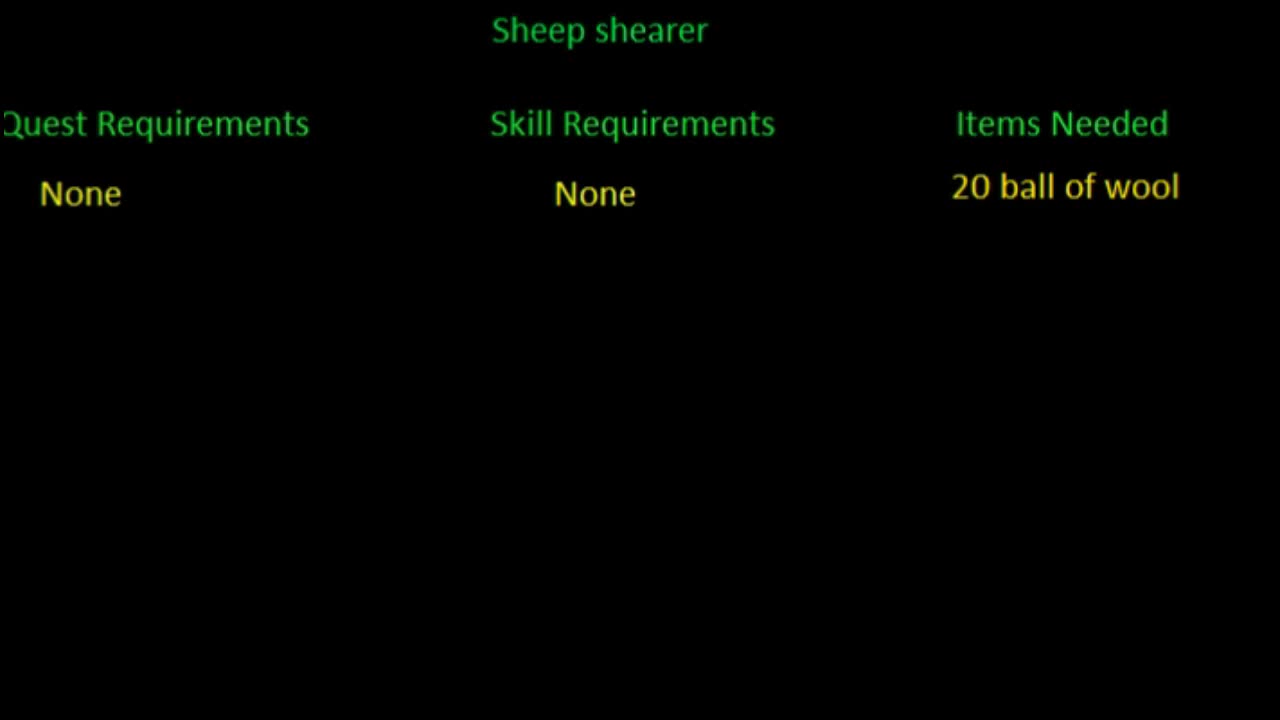 Sheep shearer
Quest Requirements
Skill Requirements
Items Needed
None
None
20 ball of wool